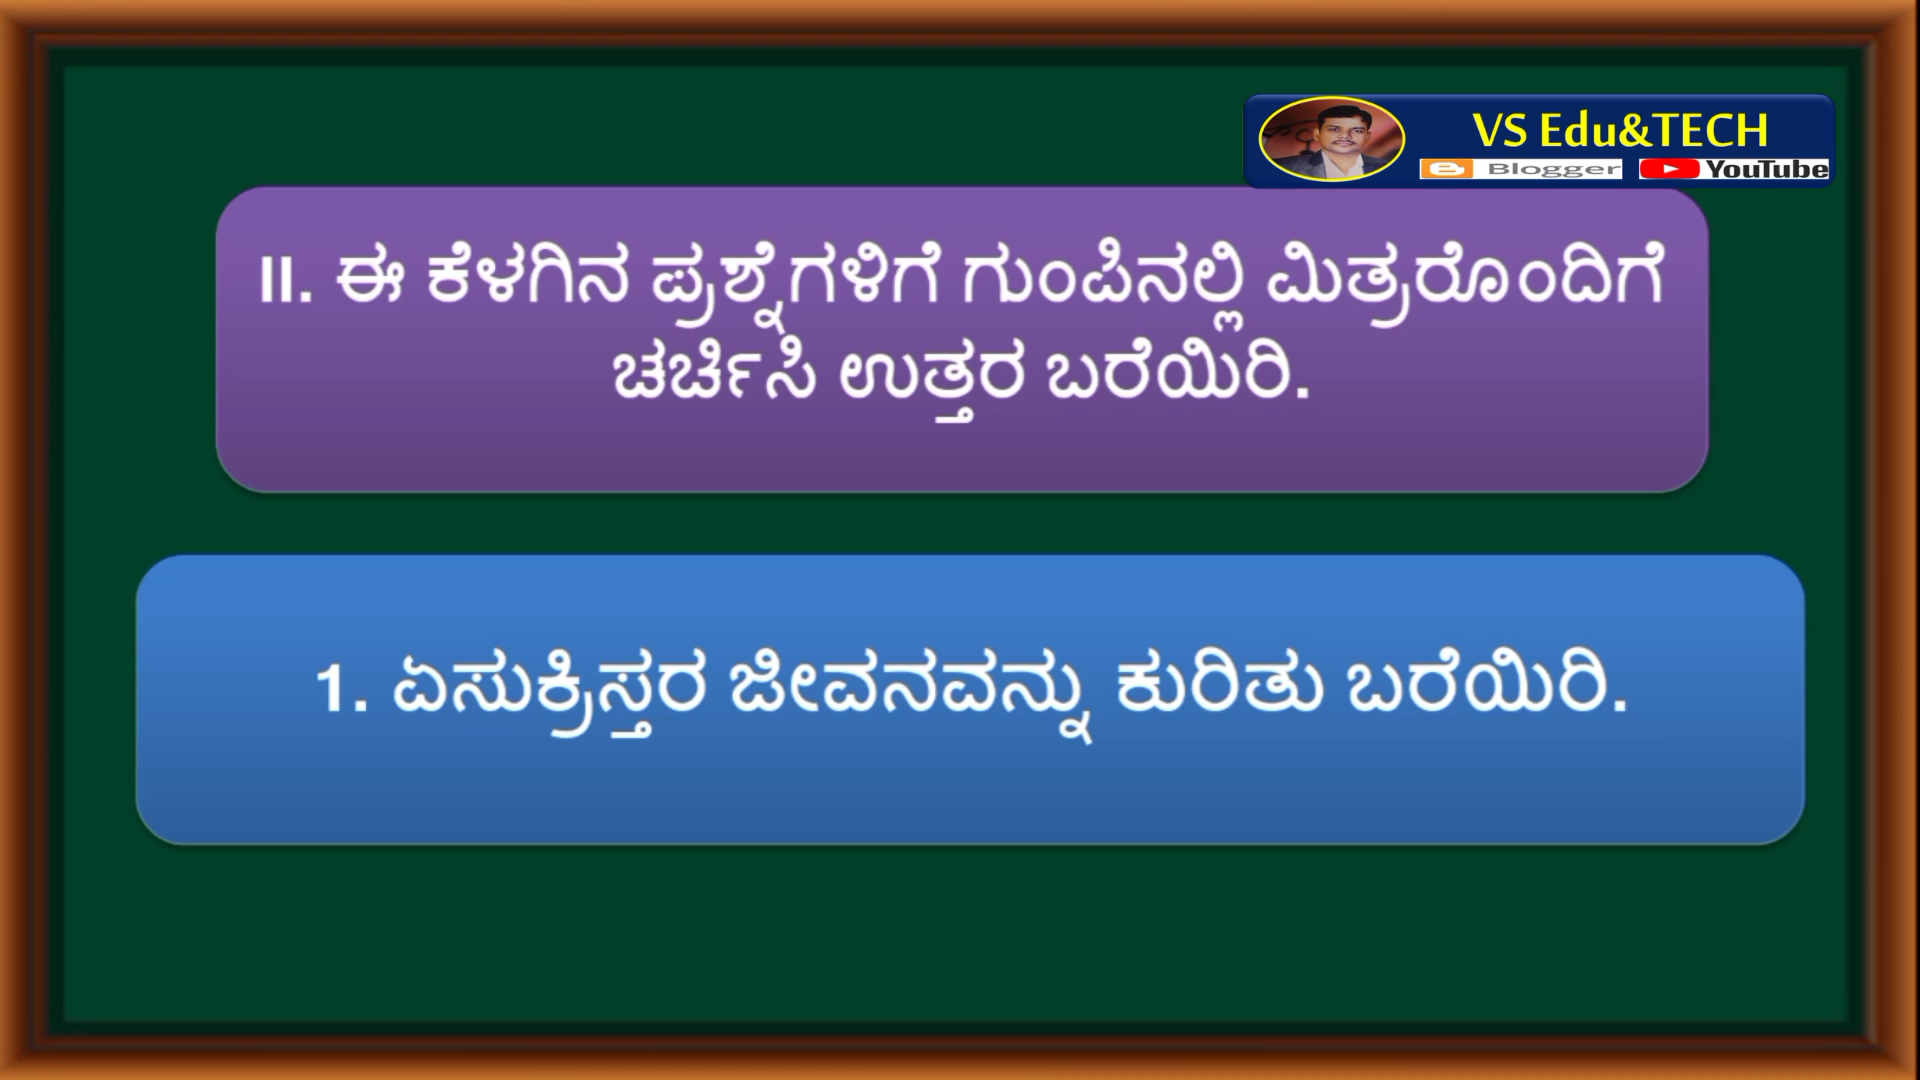 VS Edu&TECH
Blogger YouTube
II. ಈ ಕೆಳಗಿನ ಪ್ರಶ್ನೆಗಳಿಗೆ ಗುಂಪಿನಲ್ಲಿ ಮಿತ್ರರೊಂದಿಗೆ
ಚರ್ಚಿಸಿ ಉತ್ತರ ಬರೆಯಿರಿ.
1. ಏಸುಕ್ರಿಸ್ತರ ಜೀವನವನ್ನು ಕುರಿತು ಬರೆಯಿರಿ.